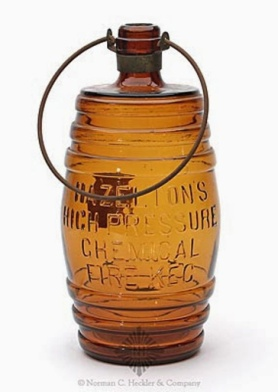 HAZELTON'S
HIGH PRESSURE
CHEMICAL
FIRE KEG
© Norman C. Heckler & Company